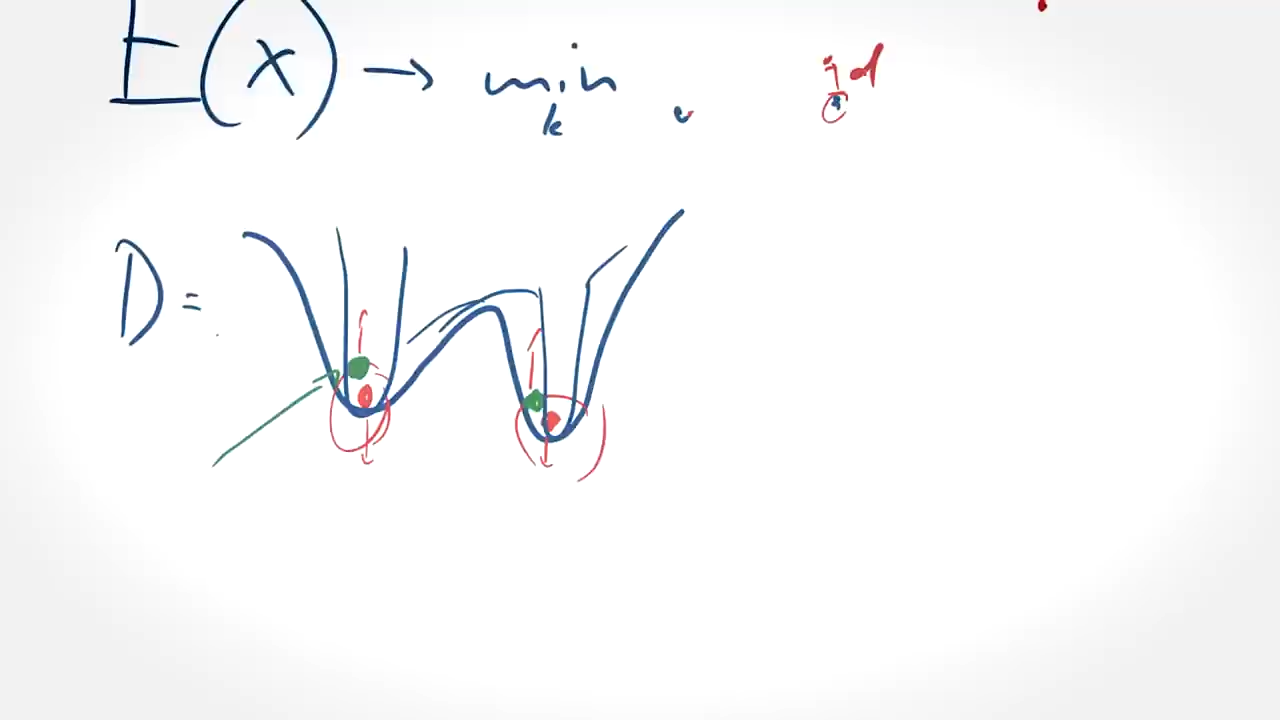 E(x) → min
k
D =